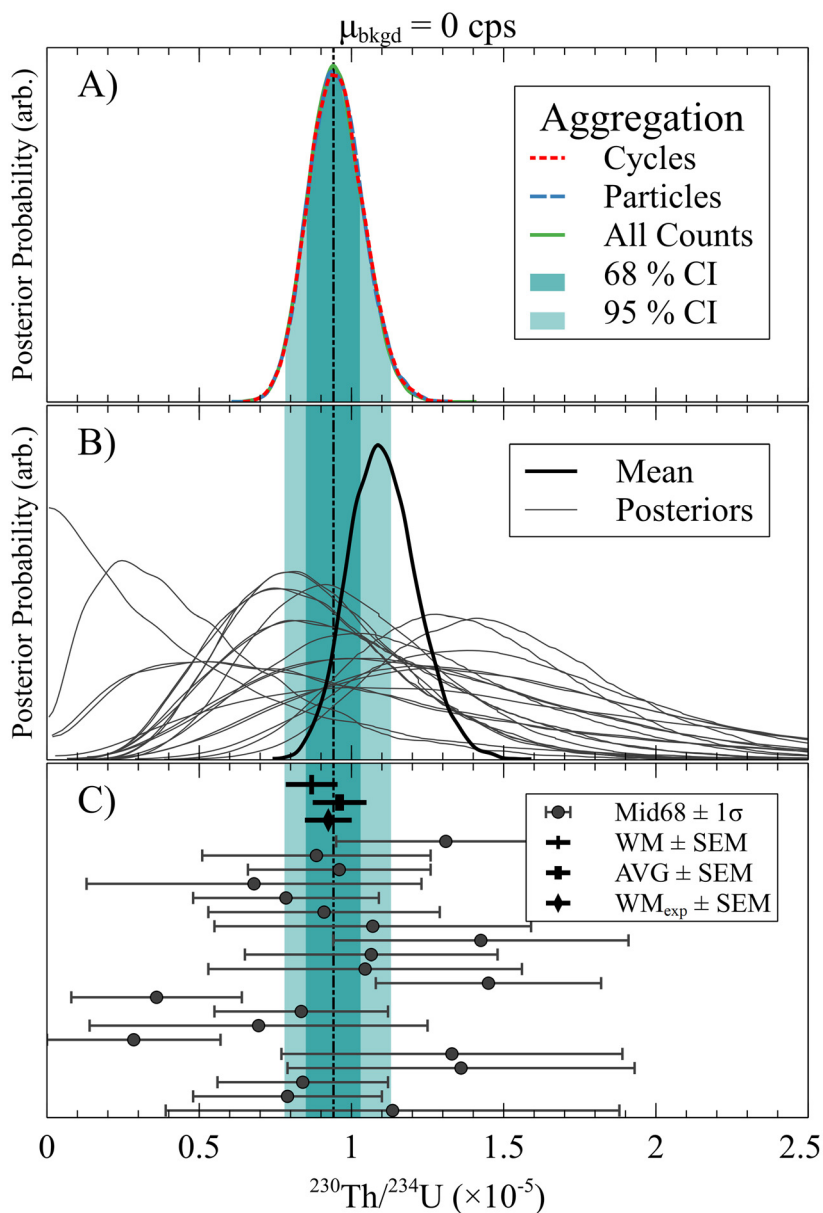 μbkgd = 0 cps
A)
Posterior Probability (arb.)
Aggregation
Cycles
Particles
All Counts
68 % CI
95 % CI
B)
Posterior Probability (arb.)
Mean
Posteriors
C)
Mid68 ± 1σ
WM ± SEM
AVG ± SEM
WMexp ± SEM
0 0.5 1 1.5 2 2.5
²³⁰Th/²³⁴U (×10⁻⁵)